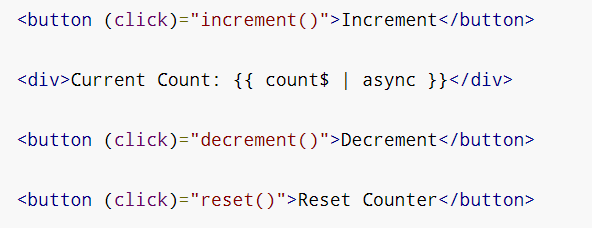 <button (click)="increment()">Increment</button>
<div>Current Count: {{ count$ | async }}</div>
<button (click)="decrement()">Decrement</button>
<button (click)="reset()">Reset Counter</button>